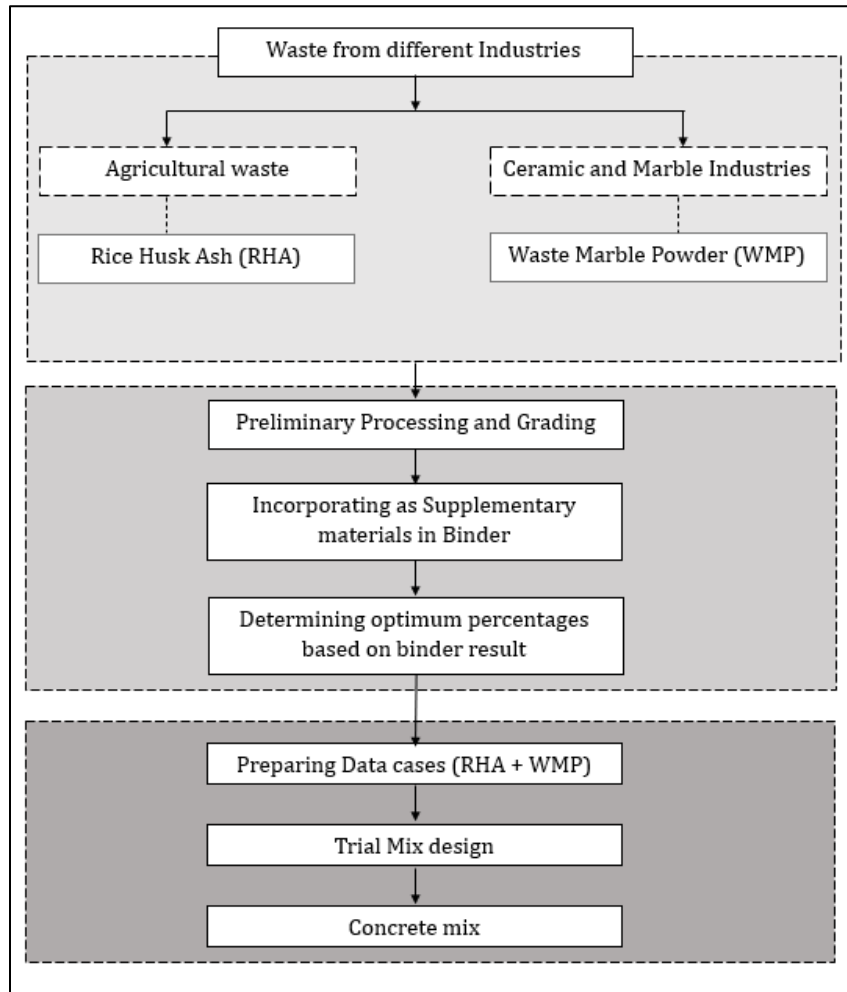 Waste from different Industries
Agricultural waste
Ceramic and Marble Industries
Rice Husk Ash (RHA)
Waste Marble Powder (WMP)
Preliminary Processing and Grading
Incorporating as Supplementary
materials in Binder
Determining optimum percentages
based on binder result
Preparing Data cases (RHA + WMP)
Trial Mix design
Concrete mix